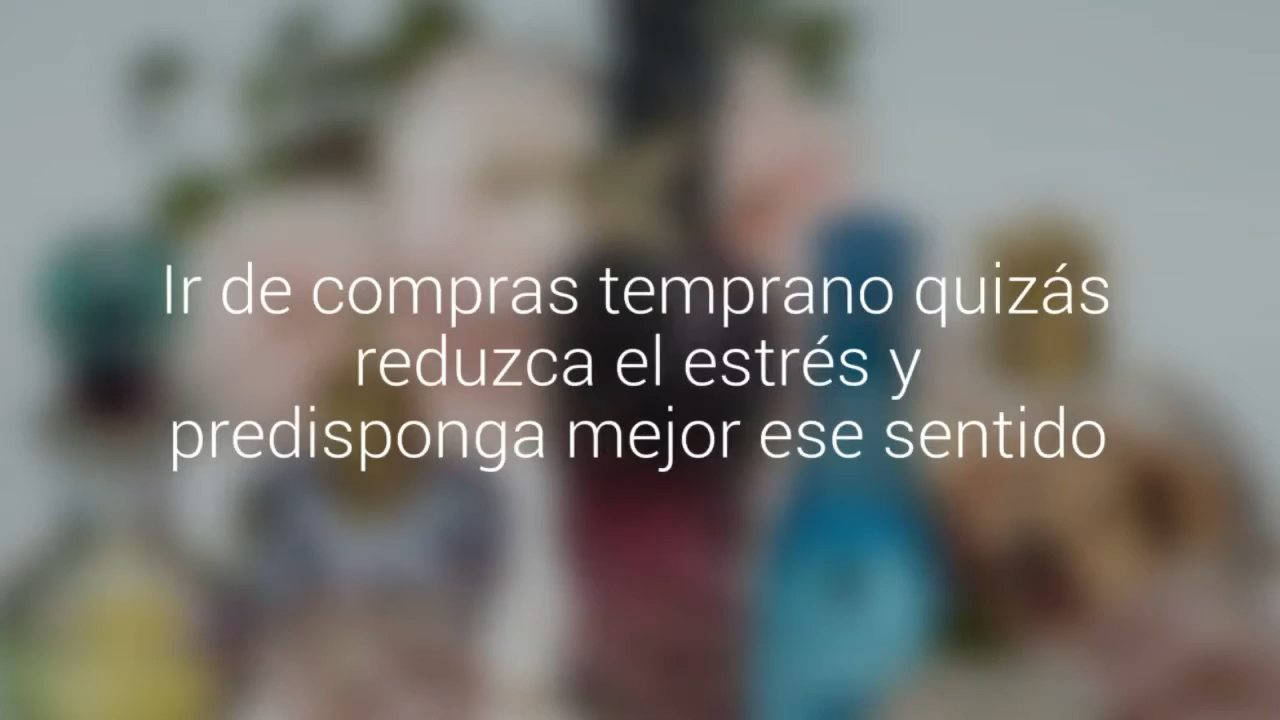 Ir de compras temprano quizás
reduzca el estrés y
predisponga mejor ese sentido